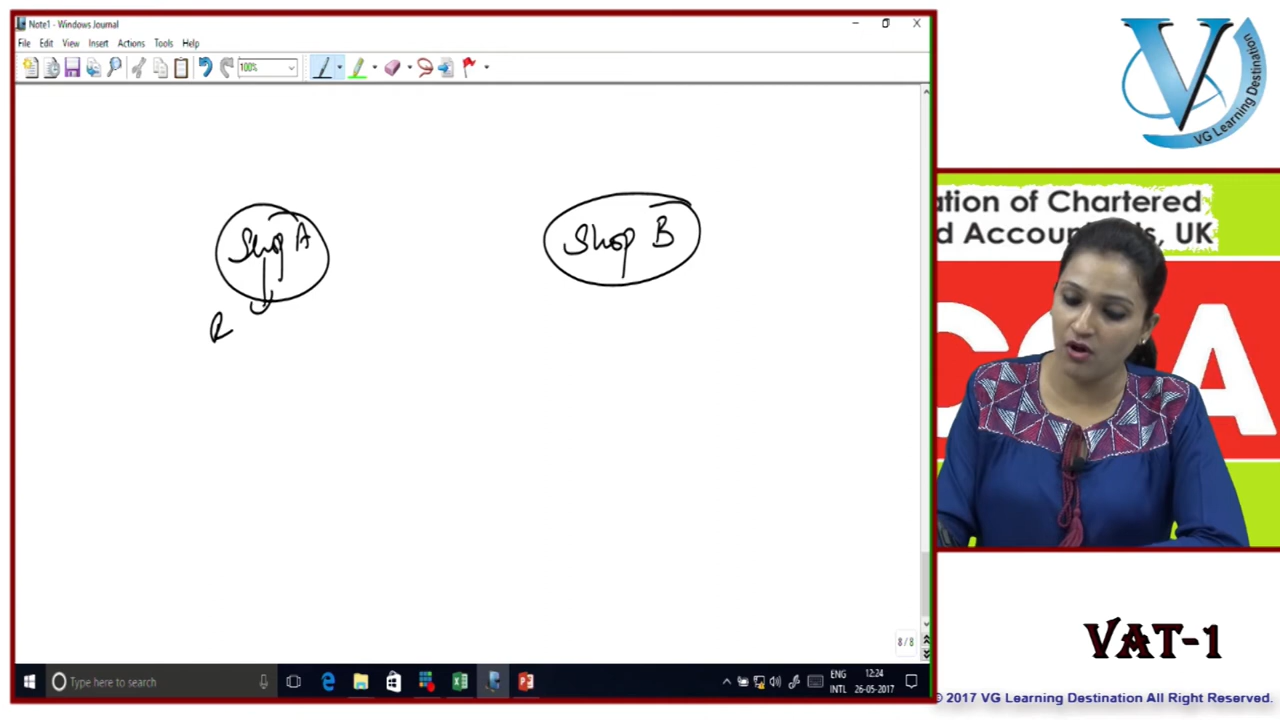 Note1 - Windows Journal
File Edit View Insert Actions Tools Help
100%
Shop A
Shop B
R
8 / 8
Type here to search
ENG
INTL
12:24
26-05-2017
V
VG Learning Destination
ation of Chartered
d Accountants, UK
CCA
VAT-1
© 2017 VG Learning Destination All Right Reserved.